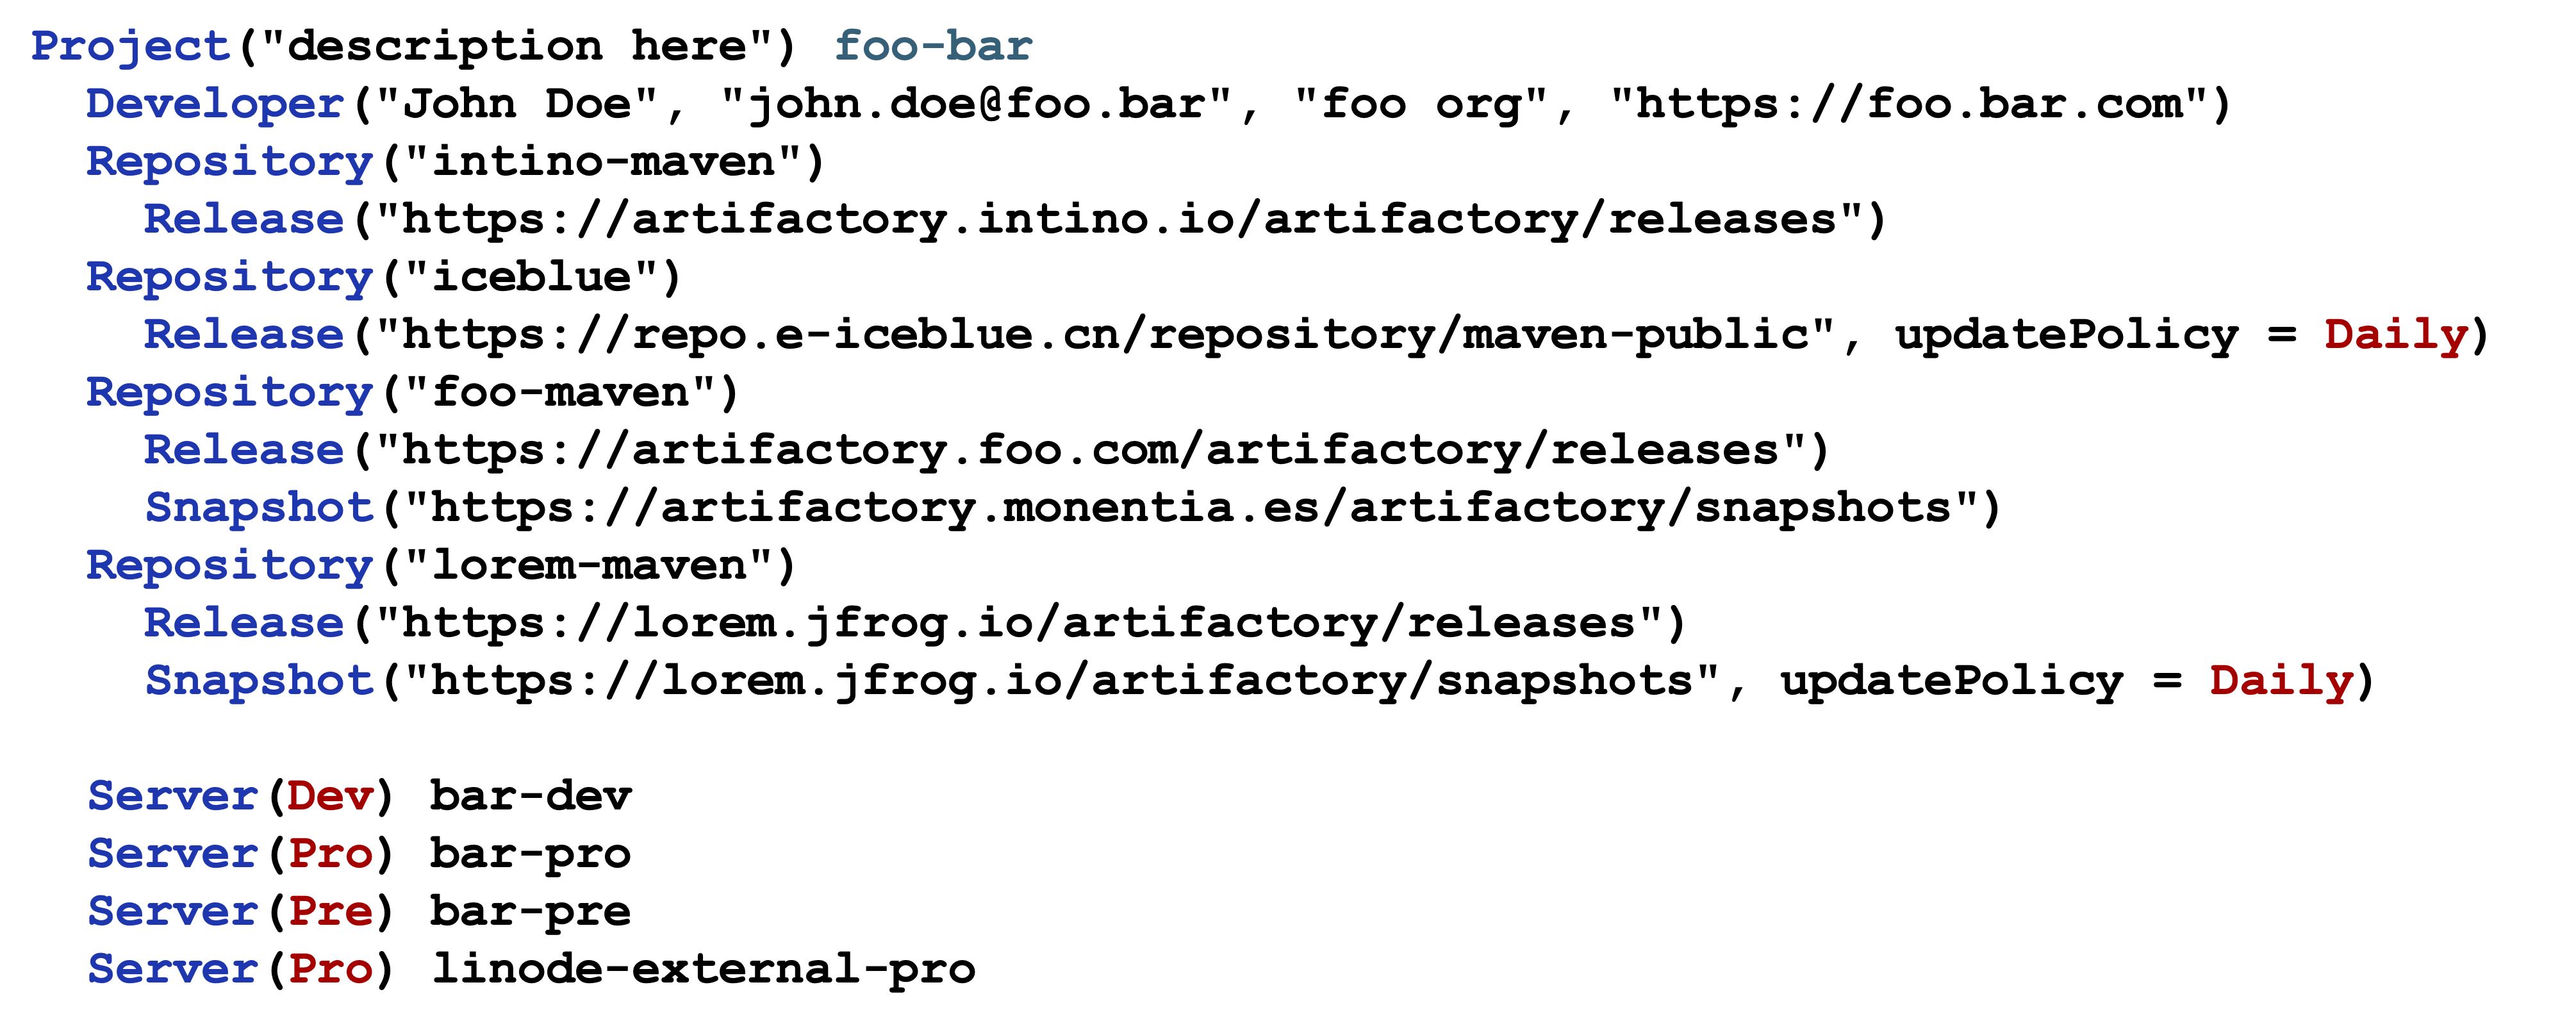 Project("description here") foo-bar
Developer("John Doe", "john.doe@foo.bar", "foo org", "https://foo.bar.com")
Repository("intino-maven")
Release("https://artifactory.intino.io/artifactory/releases")
Repository("iceblue")
Release("https://repo.e-iceblue.cn/repository/maven-public", updatePolicy = Daily)
Repository("foo-maven")
Release("https://artifactory.foo.com/artifactory/releases")
Snapshot("https://artifactory.monentia.es/artifactory/snapshots")
Repository("lorem-maven")
Release("https://lorem.jfrog.io/artifactory/releases")
Snapshot("https://lorem.jfrog.io/artifactory/snapshots", updatePolicy = Daily)
Server(Dev) bar-dev
Server(Pro) bar-pro
Server(Pre) bar-pre
Server(Pro) linode-external-pro